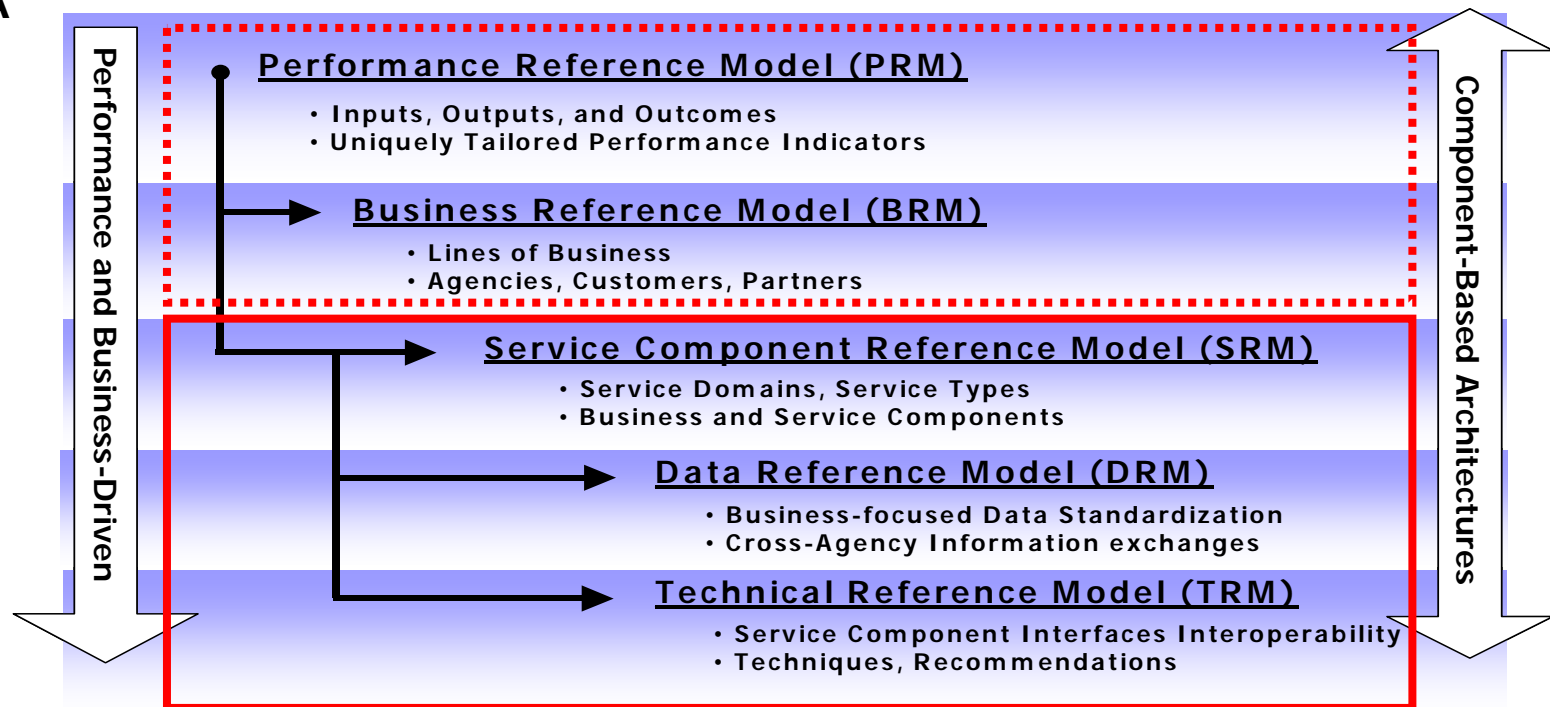 A
Performance and Business-Driven
Performance Reference Model (PRM)
• Inputs, Outputs, and Outcomes
• Uniquely Tailored Performance Indicators
Business Reference Model (BRM)
• Lines of Business
• Agencies, Customers, Partners
Service Component Reference Model (SRM)
• Service Domains, Service Types
• Business and Service Components
Data Reference Model (DRM)
• Business-focused Data Standardization
• Cross-Agency Information exchanges
Technical Reference Model (TRM)
• Service Component Interfaces Interoperability
• Techniques, Recommendations
Component-Based Architectures